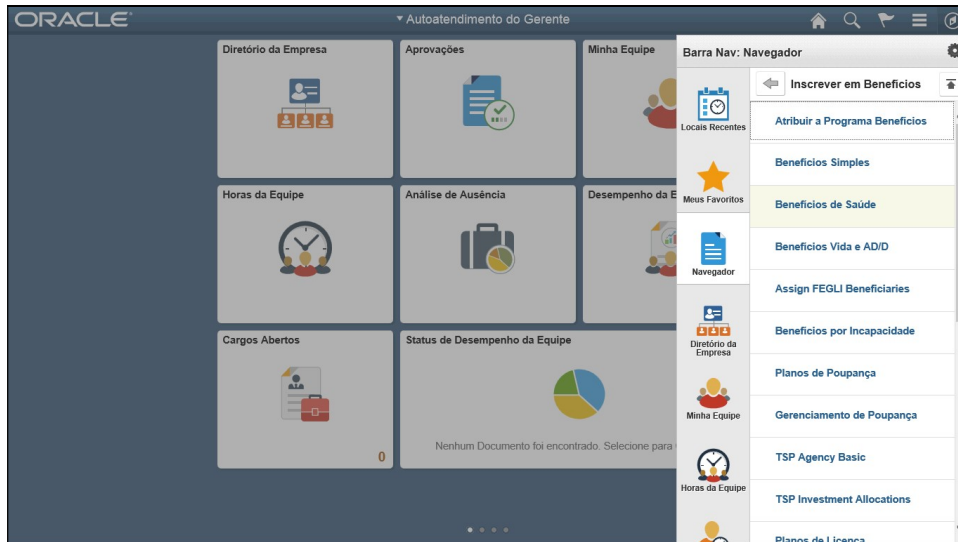 ORACLE
Autoatendimento do Gerente
Diretório da Empresa
Aprovações
Minha Equipe
Horas da Equipe
Análise de Ausência
Desempenho da E
Cargos Abertos
0
Status de Desempenho da Equipe
Nenhum Documento foi encontrado. Selecione para
Barra Nav: Navegador
Locais Recentes
Meus Favoritos
Navegador
Diretório da
Empresa
Minha Equipe
Horas da Equipe
Inscrever em Benefícios
Atribuir a Programa Benefícios
Benefícios Simples
Benefícios de Saúde
Benefícios Vida e AD/D
Assign FEGLI Beneficiaries
Benefícios por Incapacidade
Planos de Poupança
Gerenciamento de Poupança
TSP Agency Basic
TSP Investment Allocations
Planos de Licença